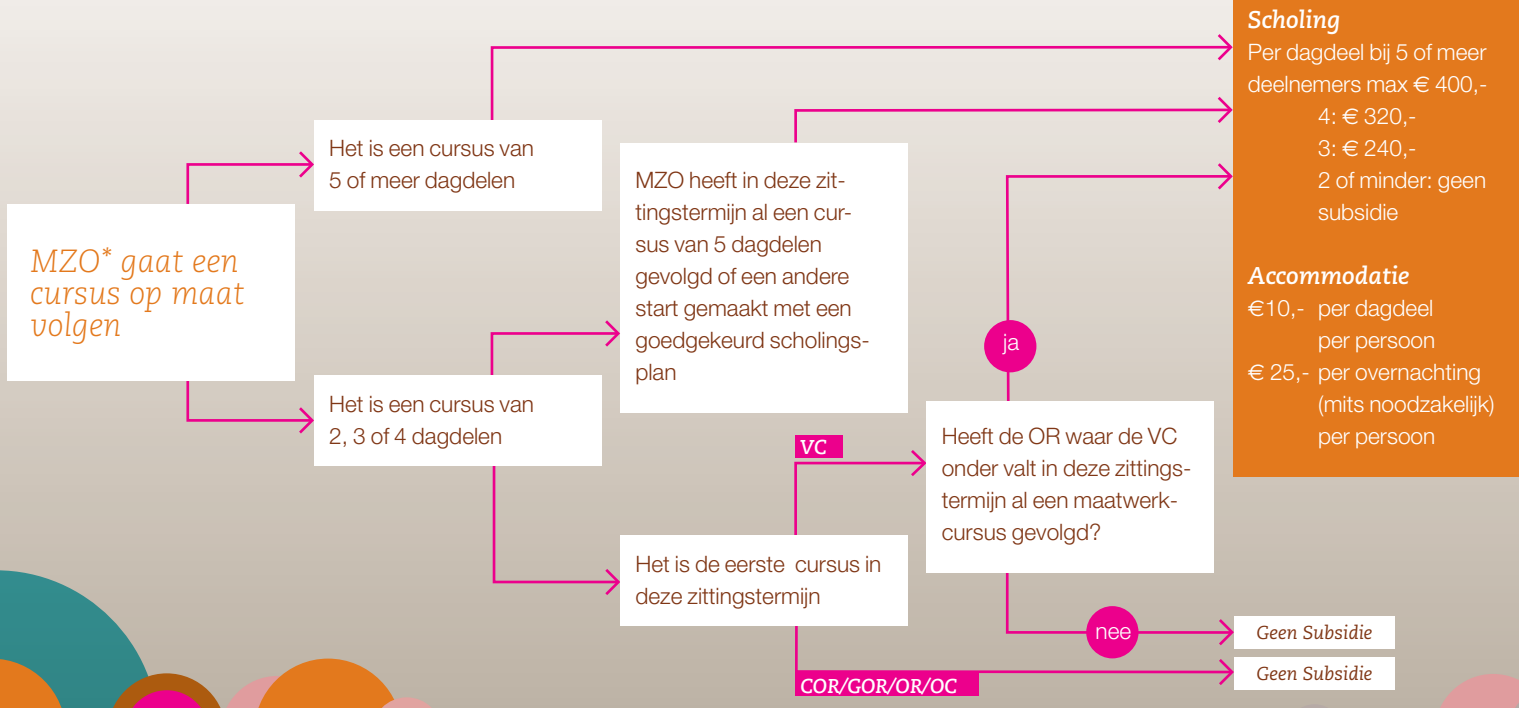 MZO* gaat een
cursus op maat
volgen
Het is een cursus van
5 of meer dagdelen
Het is een cursus van
2, 3 of 4 dagdelen
MZO heeft in deze zit-
tingstermijn al een cur-
sus van 5 dagdelen
gevolgd of een andere
start gemaakt met een
goedgekeurd scholings-
plan
Het is de eerste cursus in
deze zittingstermijn
VC
COR/GOR/OR/OC
Heeft de OR waar de VC
onder valt in deze zittings-
termijn al een maatwerk-
cursus gevolgd?
ja
nee
Scholing
Per dagdeel bij 5 of meer
deelnemers max € 400,-
4: € 320,-
3: € 240,-
2 of minder: geen
subsidie
Accommodatie
€10,- per dagdeel
per persoon
€ 25,- per overnachting
(mits noodzakelijk)
per persoon
Geen Subsidie
Geen Subsidie